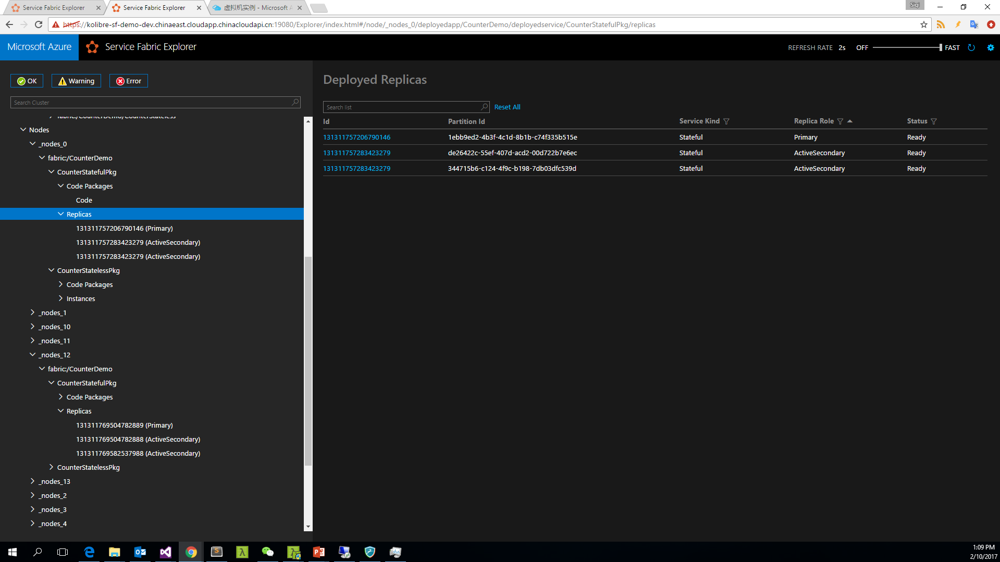 Service Fabric Explorer
Service Fabric Explorer
虚拟机实例 - Microsoft A
Siqi
https://kolibre-sf-demo-dev.chinaeast.cloudapp.chinacloudapi.cn:19080/Explorer/index.html#/node/_nodes_0/deployedapp/CounterDemo/deployedservice/CounterStatefulPkg/replicas
Microsoft Azure
Service Fabric Explorer
REFRESH RATE 2s OFF FAST
OK
Warning
Error
Search Cluster
fabric:/CounterDemo/CounterStateless
Nodes
_nodes_0
fabric:/CounterDemo
CounterStatefulPkg
Code Packages
Code
Replicas
131311757206790146 (Primary)
131311757283423279 (ActiveSecondary)
131311757283423279 (ActiveSecondary)
CounterStatelessPkg
Code Packages
Instances
_nodes_1
_nodes_10
_nodes_11
_nodes_12
fabric:/CounterDemo
CounterStatefulPkg
Code Packages
Replicas
131311769504782889 (Primary)
131311769504782888 (ActiveSecondary)
131311769582537988 (ActiveSecondary)
CounterStatelessPkg
_nodes_13
_nodes_2
_nodes_3
_nodes_4
Deployed Replicas
Search list
Reset All
Id Partition Id Service Kind Replica Role Status
131311757206790146 1ebb9ed2-4b3f-4c1d-8b1b-c74f335b515e Stateful Primary Ready
131311757283423279 de26422c-55ef-407d-acd2-00d722b7e6ec Stateful ActiveSecondary Ready
131311757283423279 344715b6-c124-4f9c-b198-7db03dfc539d Stateful ActiveSecondary Ready
1:09 PM
2/10/2017